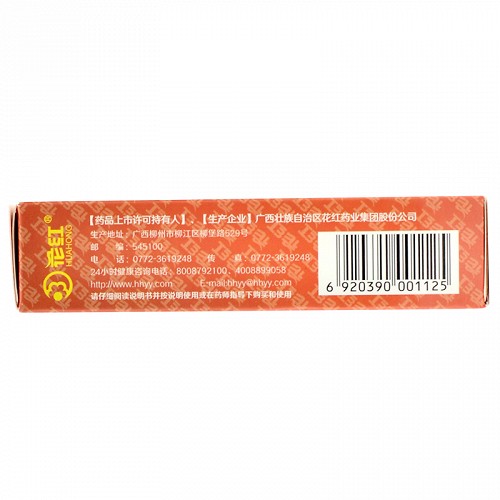 花红®
HUAHONG
【药品上市许可持有人】、【生产企业】广西壮族自治区花红药业集团股份公司
生产地址: 广西柳州市柳江区柳堡路629号
邮 编: 545100
电 话: 0772-3619248 传 真: 0772-3619248
24小时健康咨询电话: 8008792100 4008899058
http://www.hhyy.com E-mail:bhyy@hhyy.com
请仔细阅读说明书并按说明使用或在药师指导下购买和使用
6 920390 001125